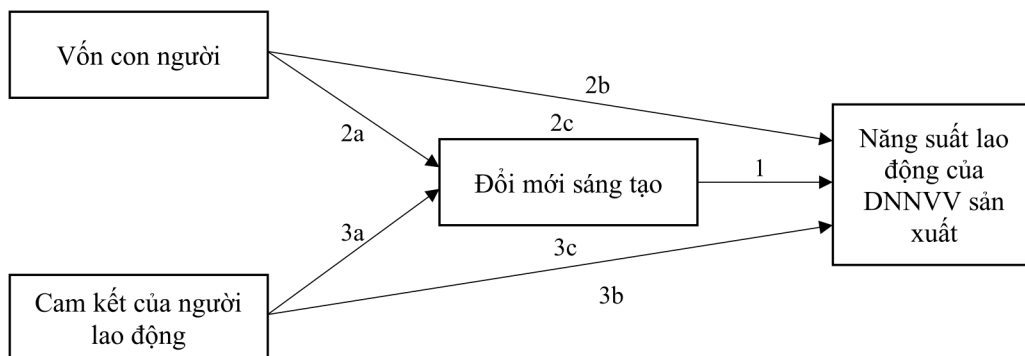 Vốn con người
2b
2a
2c
Đổi mới sáng tạo
1
Năng suất lao
động của
DNNVV sản
xuất
3a
3c
3b
Cam kết của người
lao động